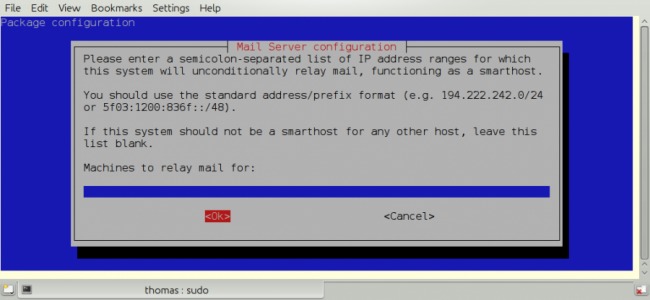 File Edit View Bookmarks Settings Help
Package configuration
Mail Server configuration
Please enter a semicolon-separated list of IP address ranges for which
this system will unconditionally relay mail, functioning as a smarthost.
You should use the standard address/prefix format (e.g. 194.222.242.0/24
or 5f03:1200:836f::/48).
If this system should not be a smarthost for any other host, leave this
list blank.
Machines to relay mail for:
<Ok> <Cancel>
thomas : sudo